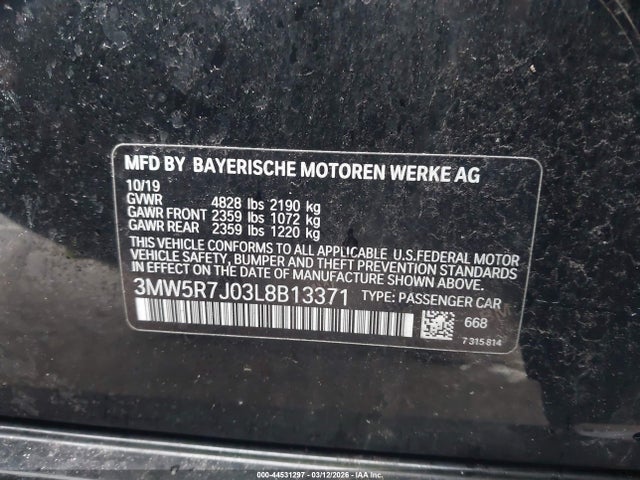 MFD BY BAYERISCHE MOTOREN WERKE AG
10/19
GVWR 4828 lbs 2190 kg
GAWR FRONT 2359 lbs 1072 kg
GAWR REAR 2359 lbs 1220 kg
THIS VEHICLE CONFORMS TO ALL APPLICABLE U.S.FEDERAL MOTOR
VEHICLE SAFETY, BUMPER AND THEFT PREVENTION STANDARDS
IN EFFECT ON THE DATE OF MANUFACTURE SHOWN ABOVE.
3MW5R7J03L8B13371 TYPE: PASSENGER CAR
668
7 315 814
000-44531297 - 03/12/2026 - IAA Inc.